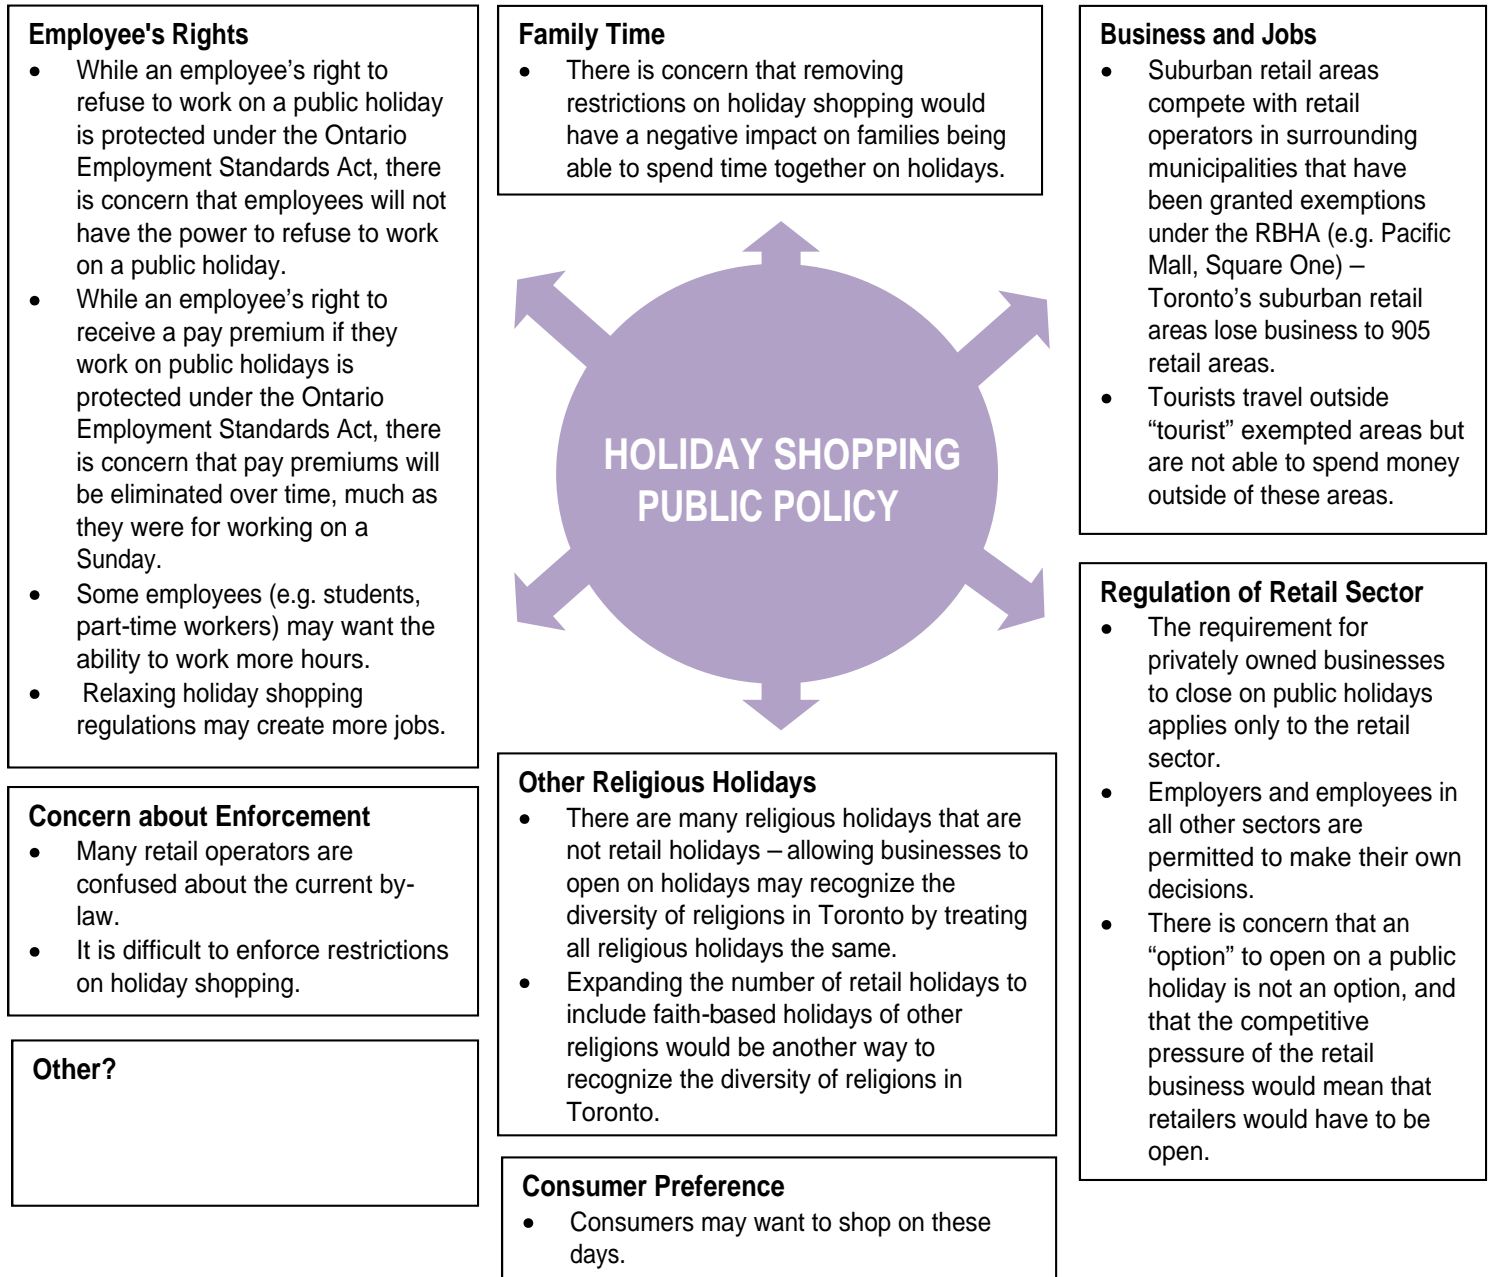 Employee's Rights
• While an employee’s right to
refuse to work on a public holiday
is protected under the Ontario
Employment Standards Act, there
is concern that employees will not
have the power to refuse to work
on a public holiday.
• While an employee’s right to
receive a pay premium if they
work on public holidays is
protected under the Ontario
Employment Standards Act, there
is concern that pay premiums will
be eliminated over time, much as
they were for working on a
Sunday.
• Some employees (e.g. students,
part-time workers) may want the
ability to work more hours.
• Relaxing holiday shopping
regulations may create more jobs.
Concern about Enforcement
• Many retail operators are
confused about the current by-
law.
• It is difficult to enforce restrictions
on holiday shopping.
Other?
Family Time
• There is concern that removing
restrictions on holiday shopping would
have a negative impact on families being
able to spend time together on holidays.
HOLIDAY SHOPPING
PUBLIC POLICY
Other Religious Holidays
• There are many religious holidays that are
not retail holidays – allowing businesses to
open on holidays may recognize the
diversity of religions in Toronto by treating
all religious holidays the same.
• Expanding the number of retail holidays to
include faith-based holidays of other
religions would be another way to
recognize the diversity of religions in
Toronto.
Consumer Preference
• Consumers may want to shop on these
days.
Business and Jobs
• Suburban retail areas
compete with retail
operators in surrounding
municipalities that have
been granted exemptions
under the RBHA (e.g. Pacific
Mall, Square One) –
Toronto’s suburban retail
areas lose business to 905
retail areas.
• Tourists travel outside
“tourist” exempted areas but
are not able to spend money
outside of these areas.
Regulation of Retail Sector
• The requirement for
privately owned businesses
to close on public holidays
applies only to the retail
sector.
• Employers and employees in
all other sectors are
permitted to make their own
decisions.
• There is concern that an
“option” to open on a public
holiday is not an option, and
that the competitive
pressure of the retail
business would mean that
retailers would have to be
open.